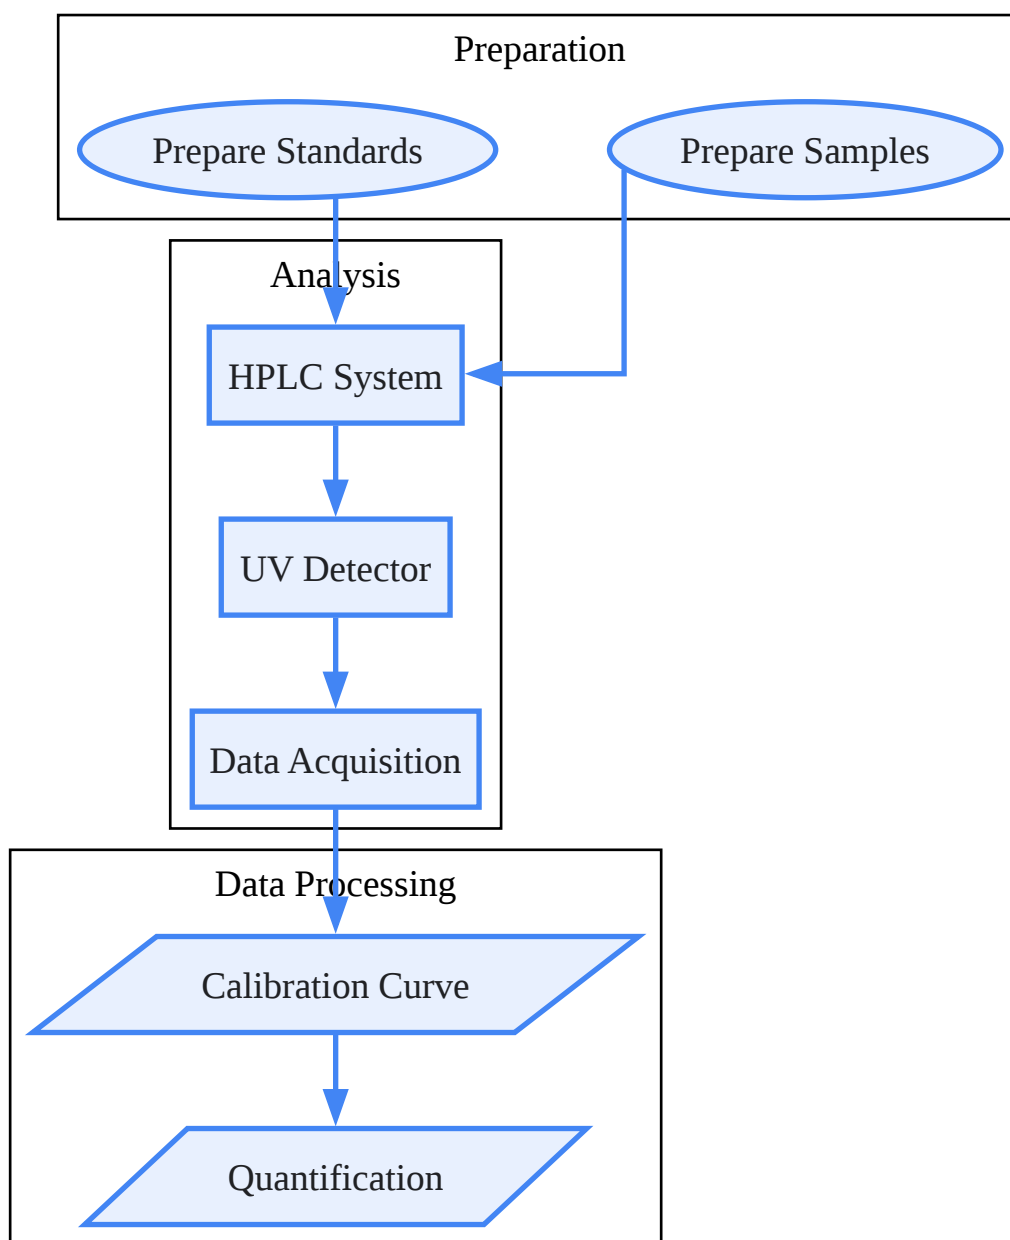 Preparation
Prepare Standards
Prepare Samples
Analysis
HPLC System
UV Detector
Data Acquisition
Data Processing
Calibration Curve
Quantification